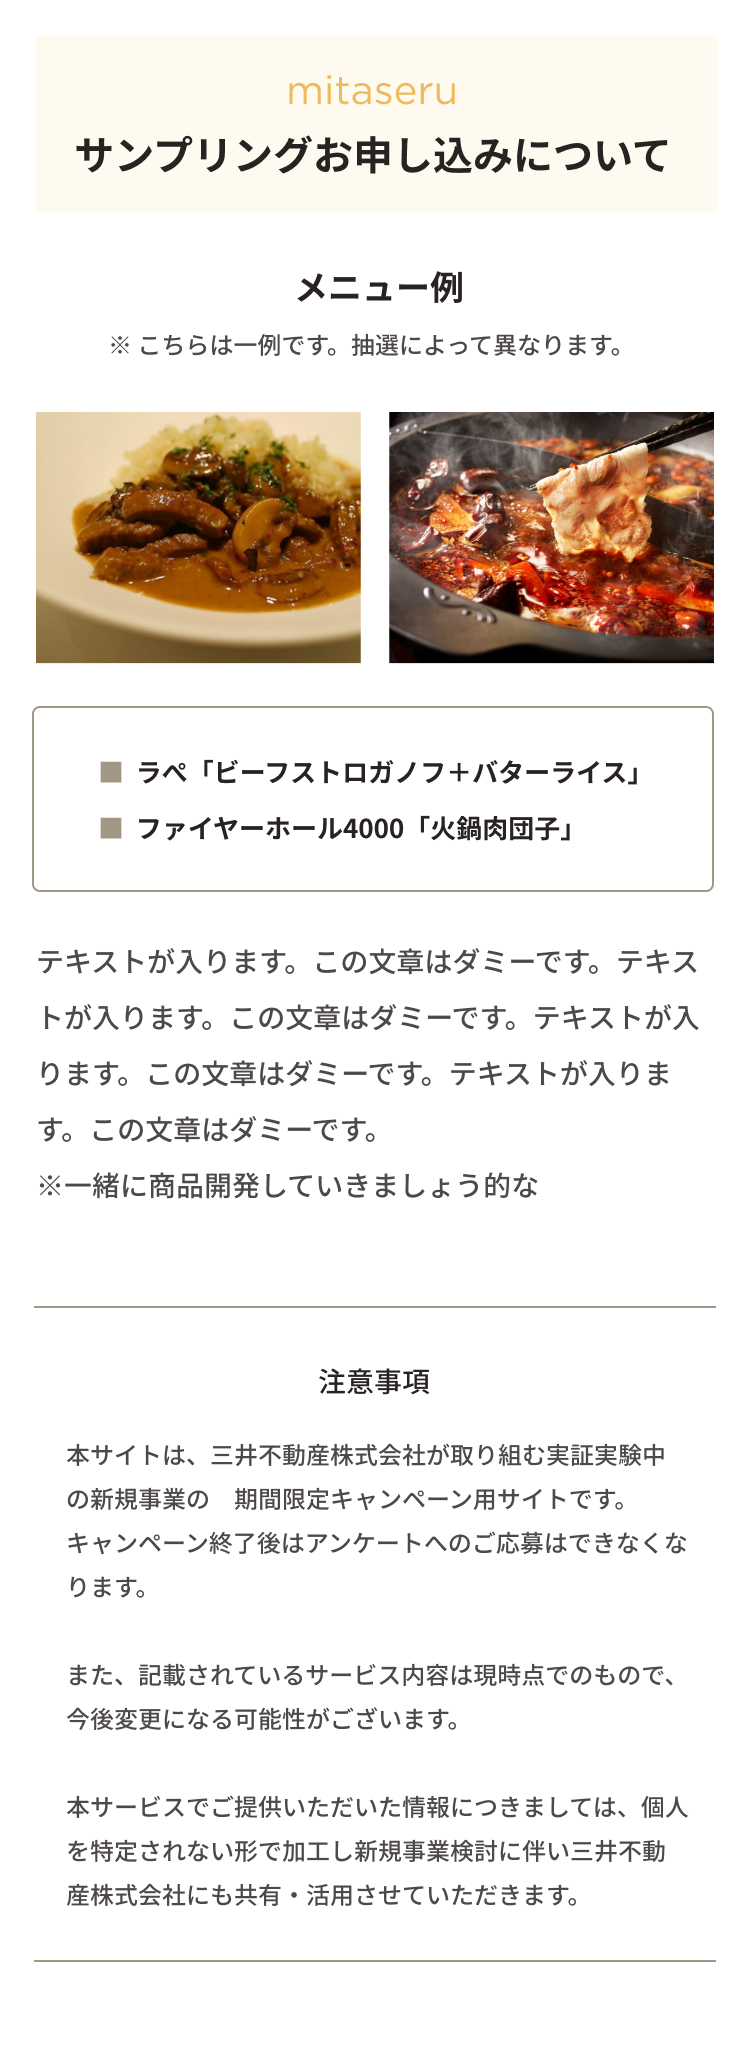 mitaseru
サンプリングお申し込みについて
メニュー例
※ こちらは一例です。抽選によって異なります。
■ ラペ「ビーフストロガノフ＋バターライス」
■ ファイヤーホール4000「火鍋肉団子」
テキストが入ります。この文章はダミーです。テキス
トが入ります。この文章はダミーです。テキストが入
ります。この文章はダミーです。テキストが入りま
す。この文章はダミーです。
※一緒に商品開発していきましょう的な
注意事項
本サイトは、三井不動産株式会社が取り組む実証実験中
の新規事業の　期間限定キャンペーン用サイトです。
キャンペーン終了後はアンケートへのご応募はできなくな
ります。
また、記載されているサービス内容は現時点でのもので、
今後変更になる可能性がございます。
本サービスでご提供いただいた情報につきましては、個人
を特定されない形で加工し新規事業検討に伴い三井不動
産株式会社にも共有・活用させていただきます。